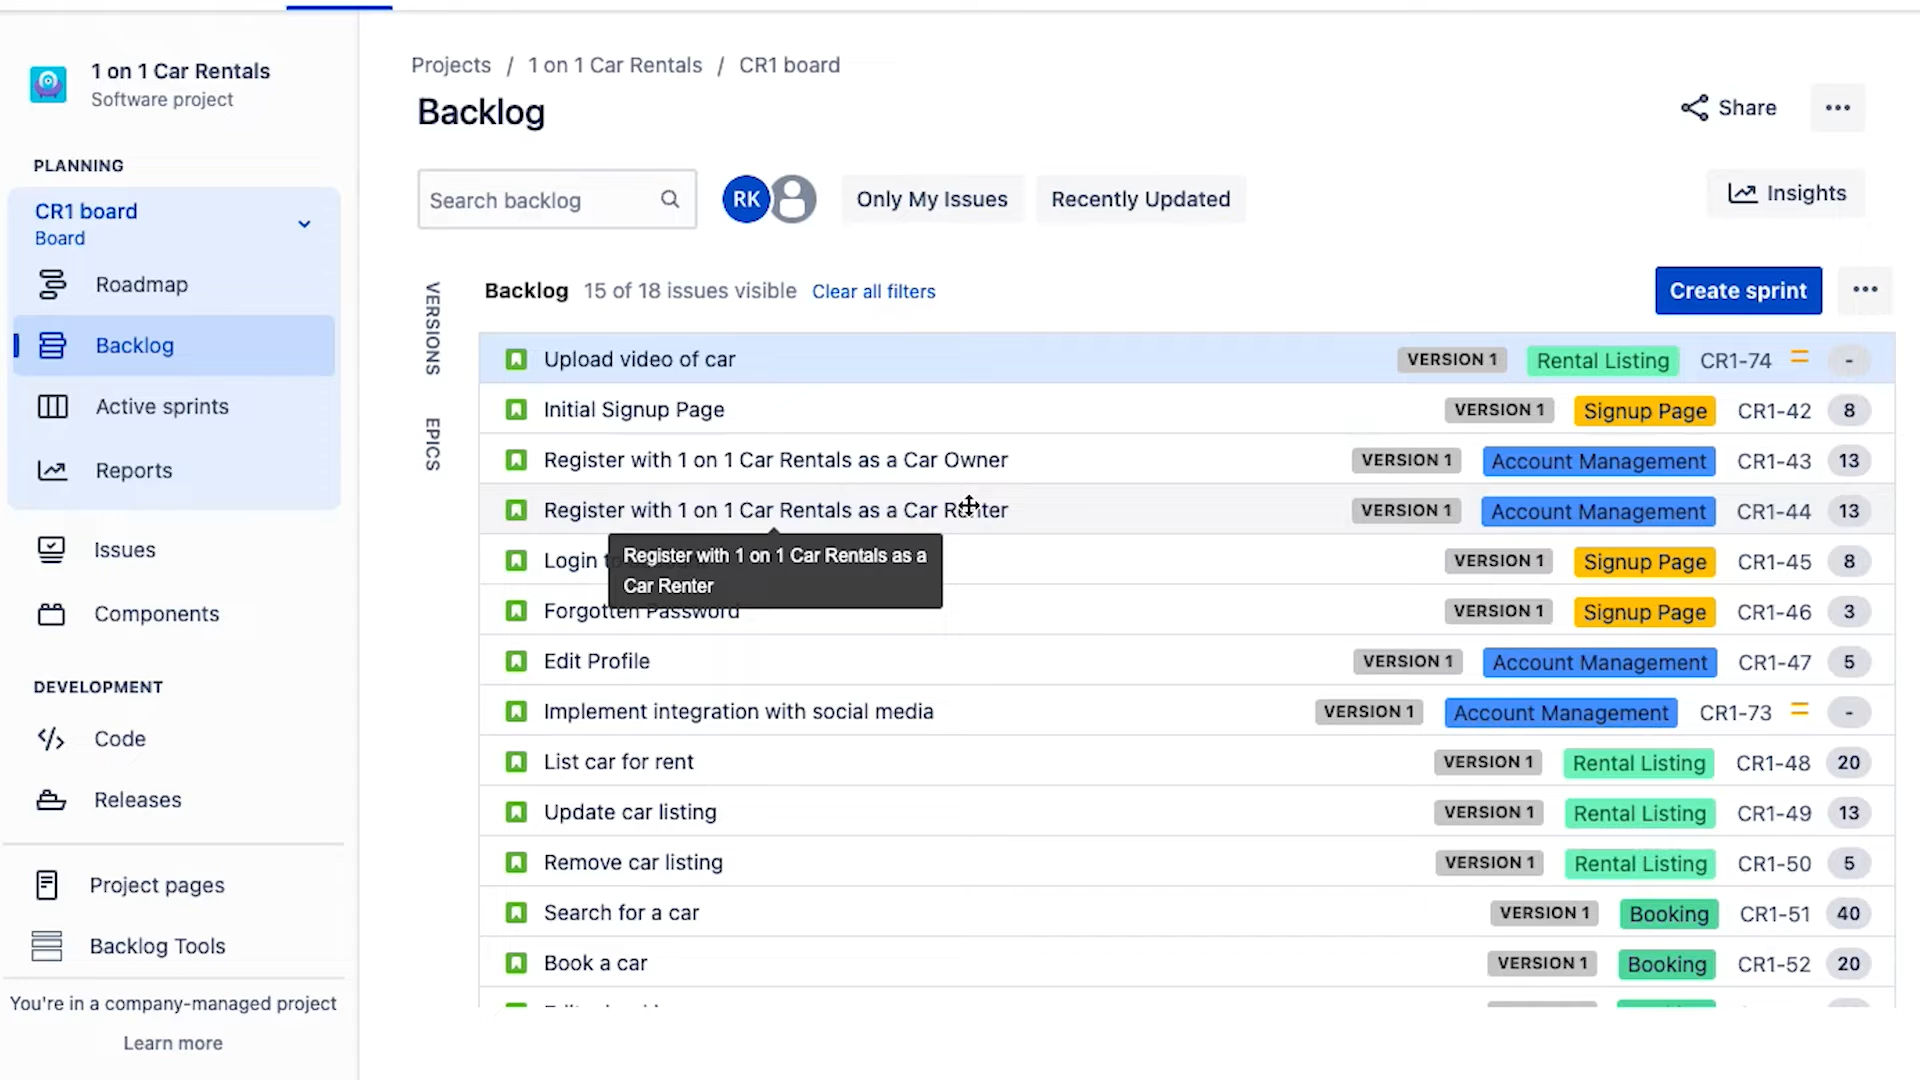 1 on 1 Car Rentals
Software project
PLANNING
CR1 board
Board
Roadmap
Backlog
Active sprints
Reports
Issues
Components
DEVELOPMENT
Code
Releases
Project pages
Backlog Tools
You're in a company-managed project
Learn more
Projects / 1 on 1 Car Rentals / CR1 board
Backlog
Share
Search backlog RK Only My Issues Recently Updated Insights
VERSIONS
EPICS
Backlog 15 of 18 issues visible Clear all filters Create sprint
Upload video of car VERSION 1 Rental Listing CR1-74 -
Initial Signup Page VERSION 1 Signup Page CR1-42 8
Register with 1 on 1 Car Rentals as a Car Owner VERSION 1 Account Management CR1-43 13
Register with 1 on 1 Car Rentals as a Car Renter VERSION 1 Account Management CR1-44 13
Register with 1 on 1 Car Rentals as a
Car Renter
Login VERSION 1 Signup Page CR1-45 8
Forgotten Password VERSION 1 Signup Page CR1-46 3
Edit Profile VERSION 1 Account Management CR1-47 5
Implement integration with social media VERSION 1 Account Management CR1-73 -
List car for rent VERSION 1 Rental Listing CR1-48 20
Update car listing VERSION 1 Rental Listing CR1-49 13
Remove car listing VERSION 1 Rental Listing CR1-50 5
Search for a car VERSION 1 Booking CR1-51 40
Book a car VERSION 1 Booking CR1-52 20